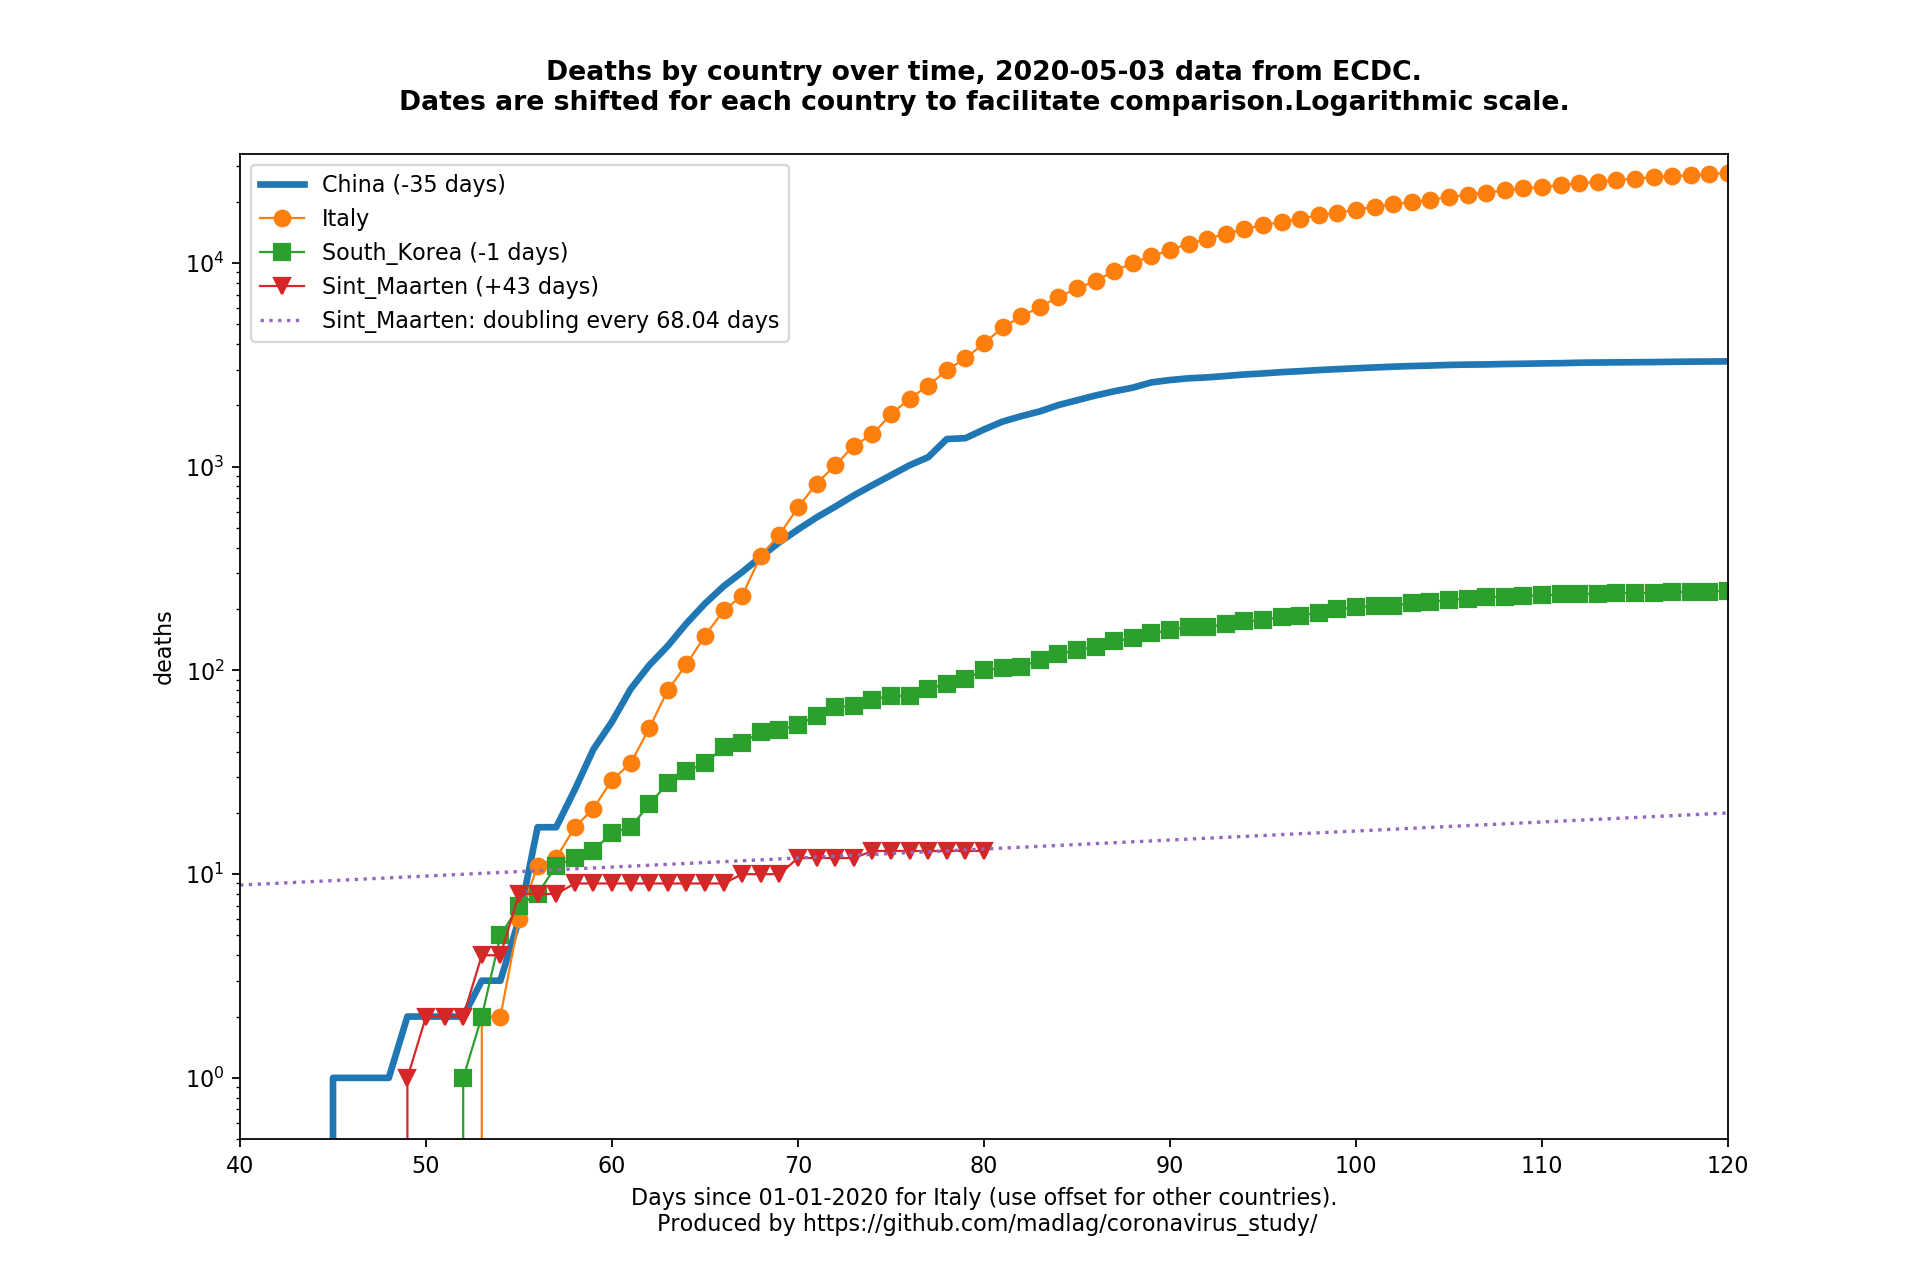 Deaths by country over time, 2020-05-03 data from ECDC.
Dates are shifted for each country to facilitate comparison.Logarithmic scale.
China (-35 days)
Italy
South_Korea (-1 days)
Sint_Maarten (+43 days)
Sint_Maarten: doubling every 68.04 days
deaths
10⁴
10³
10²
10¹
10⁰
40 50 60 70 80 90 100 110 120
Days since 01-01-2020 for Italy (use offset for other countries).
Produced by https://github.com/madlag/coronavirus_study/